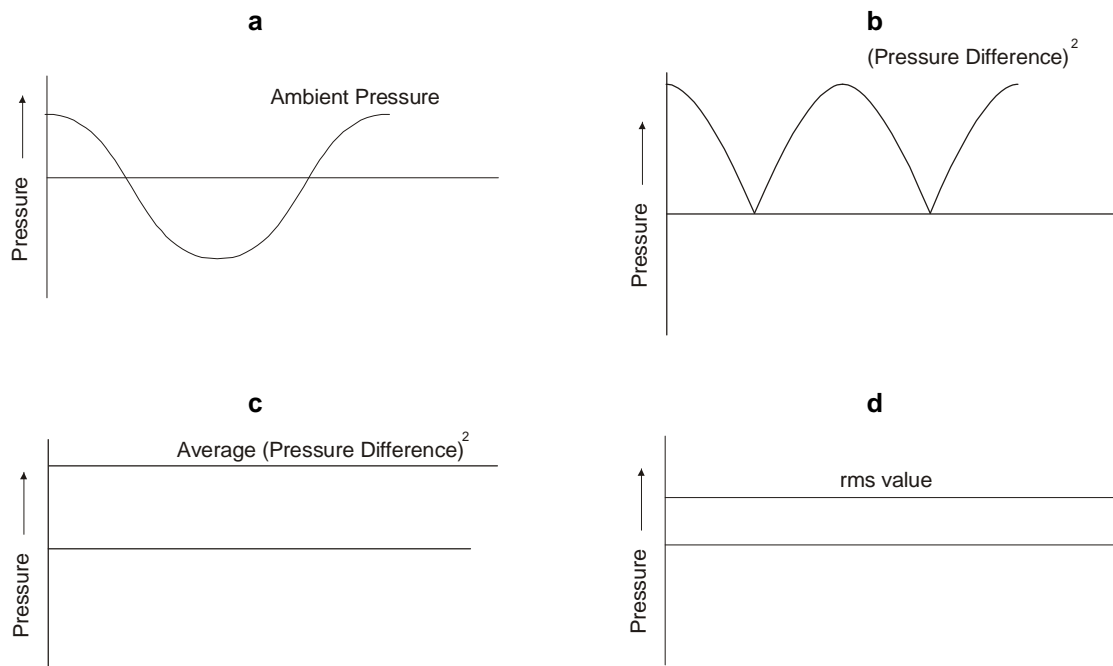 a
Ambient Pressure
Pressure
b
(Pressure Difference)²
Pressure
c
Average (Pressure Difference)²
Pressure
d
rms value
Pressure